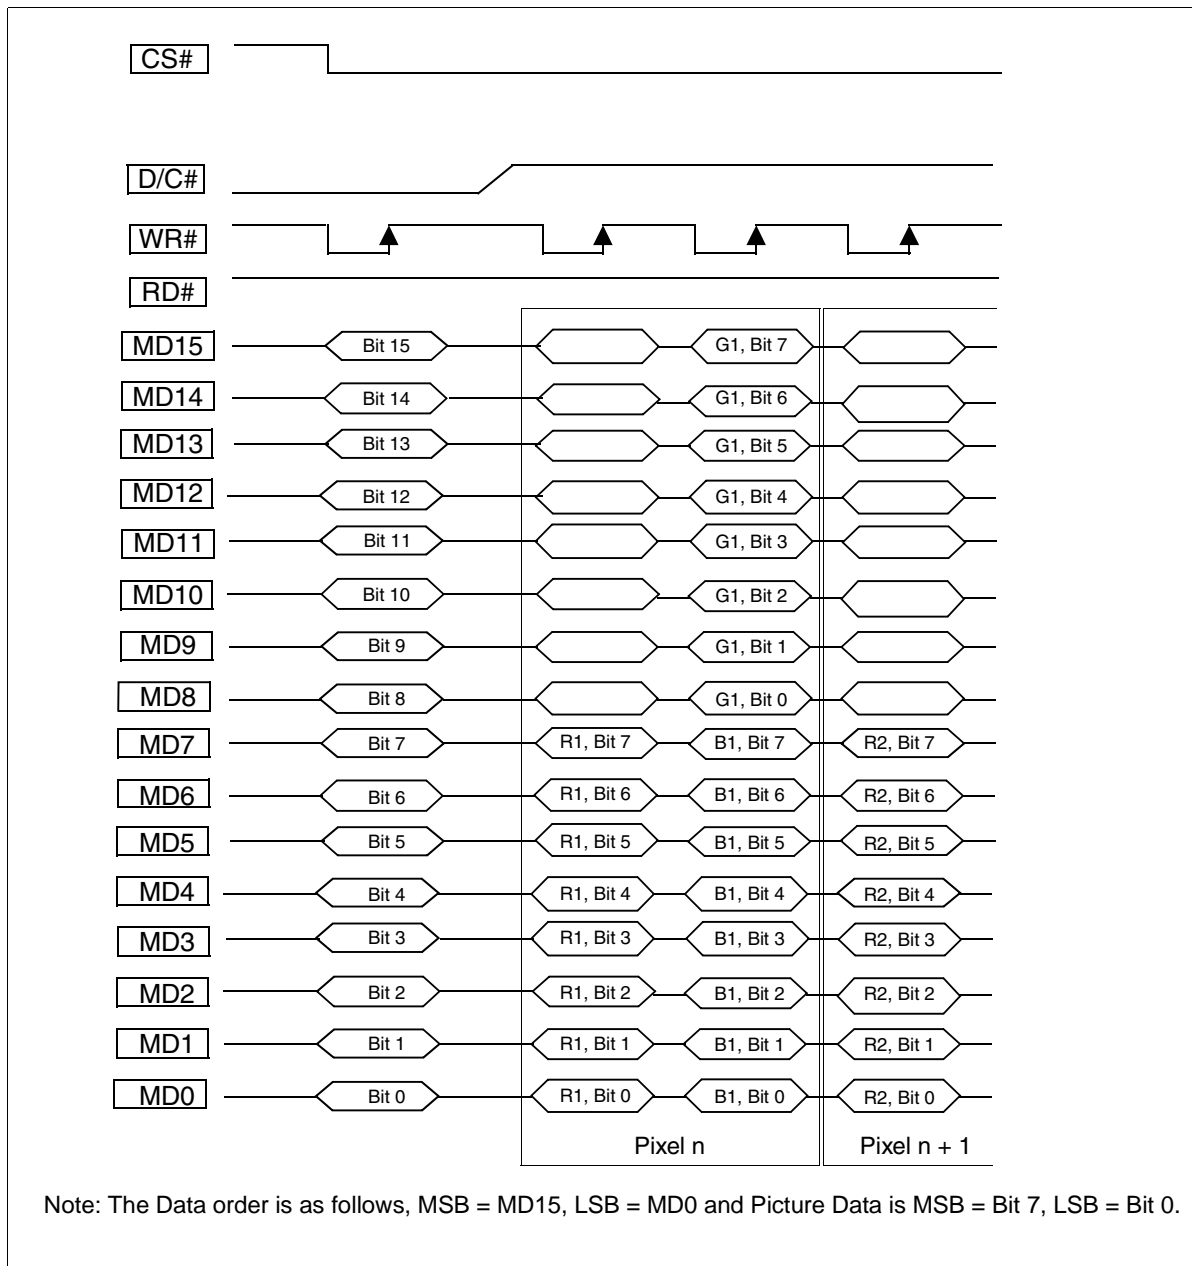 CS#
D/C#
WR#
RD#
MD15 Bit 15 G1, Bit 7
MD14 Bit 14 G1, Bit 6
MD13 Bit 13 G1, Bit 5
MD12 Bit 12 G1, Bit 4
MD11 Bit 11 G1, Bit 3
MD10 Bit 10 G1, Bit 2
MD9 Bit 9 G1, Bit 1
MD8 Bit 8 G1, Bit 0
MD7 Bit 7 R1, Bit 7 B1, Bit 7 R2, Bit 7
MD6 Bit 6 R1, Bit 6 B1, Bit 6 R2, Bit 6
MD5 Bit 5 R1, Bit 5 B1, Bit 5 R2, Bit 5
MD4 Bit 4 R1, Bit 4 B1, Bit 4 R2, Bit 4
MD3 Bit 3 R1, Bit 3 B1, Bit 3 R2, Bit 3
MD2 Bit 2 R1, Bit 2 B1, Bit 2 R2, Bit 2
MD1 Bit 1 R1, Bit 1 B1, Bit 1 R2, Bit 1
MD0 Bit 0 R1, Bit 0 B1, Bit 0 R2, Bit 0
Pixel n Pixel n + 1
Note: The Data order is as follows, MSB = MD15, LSB = MD0 and Picture Data is MSB = Bit 7, LSB = Bit 0.